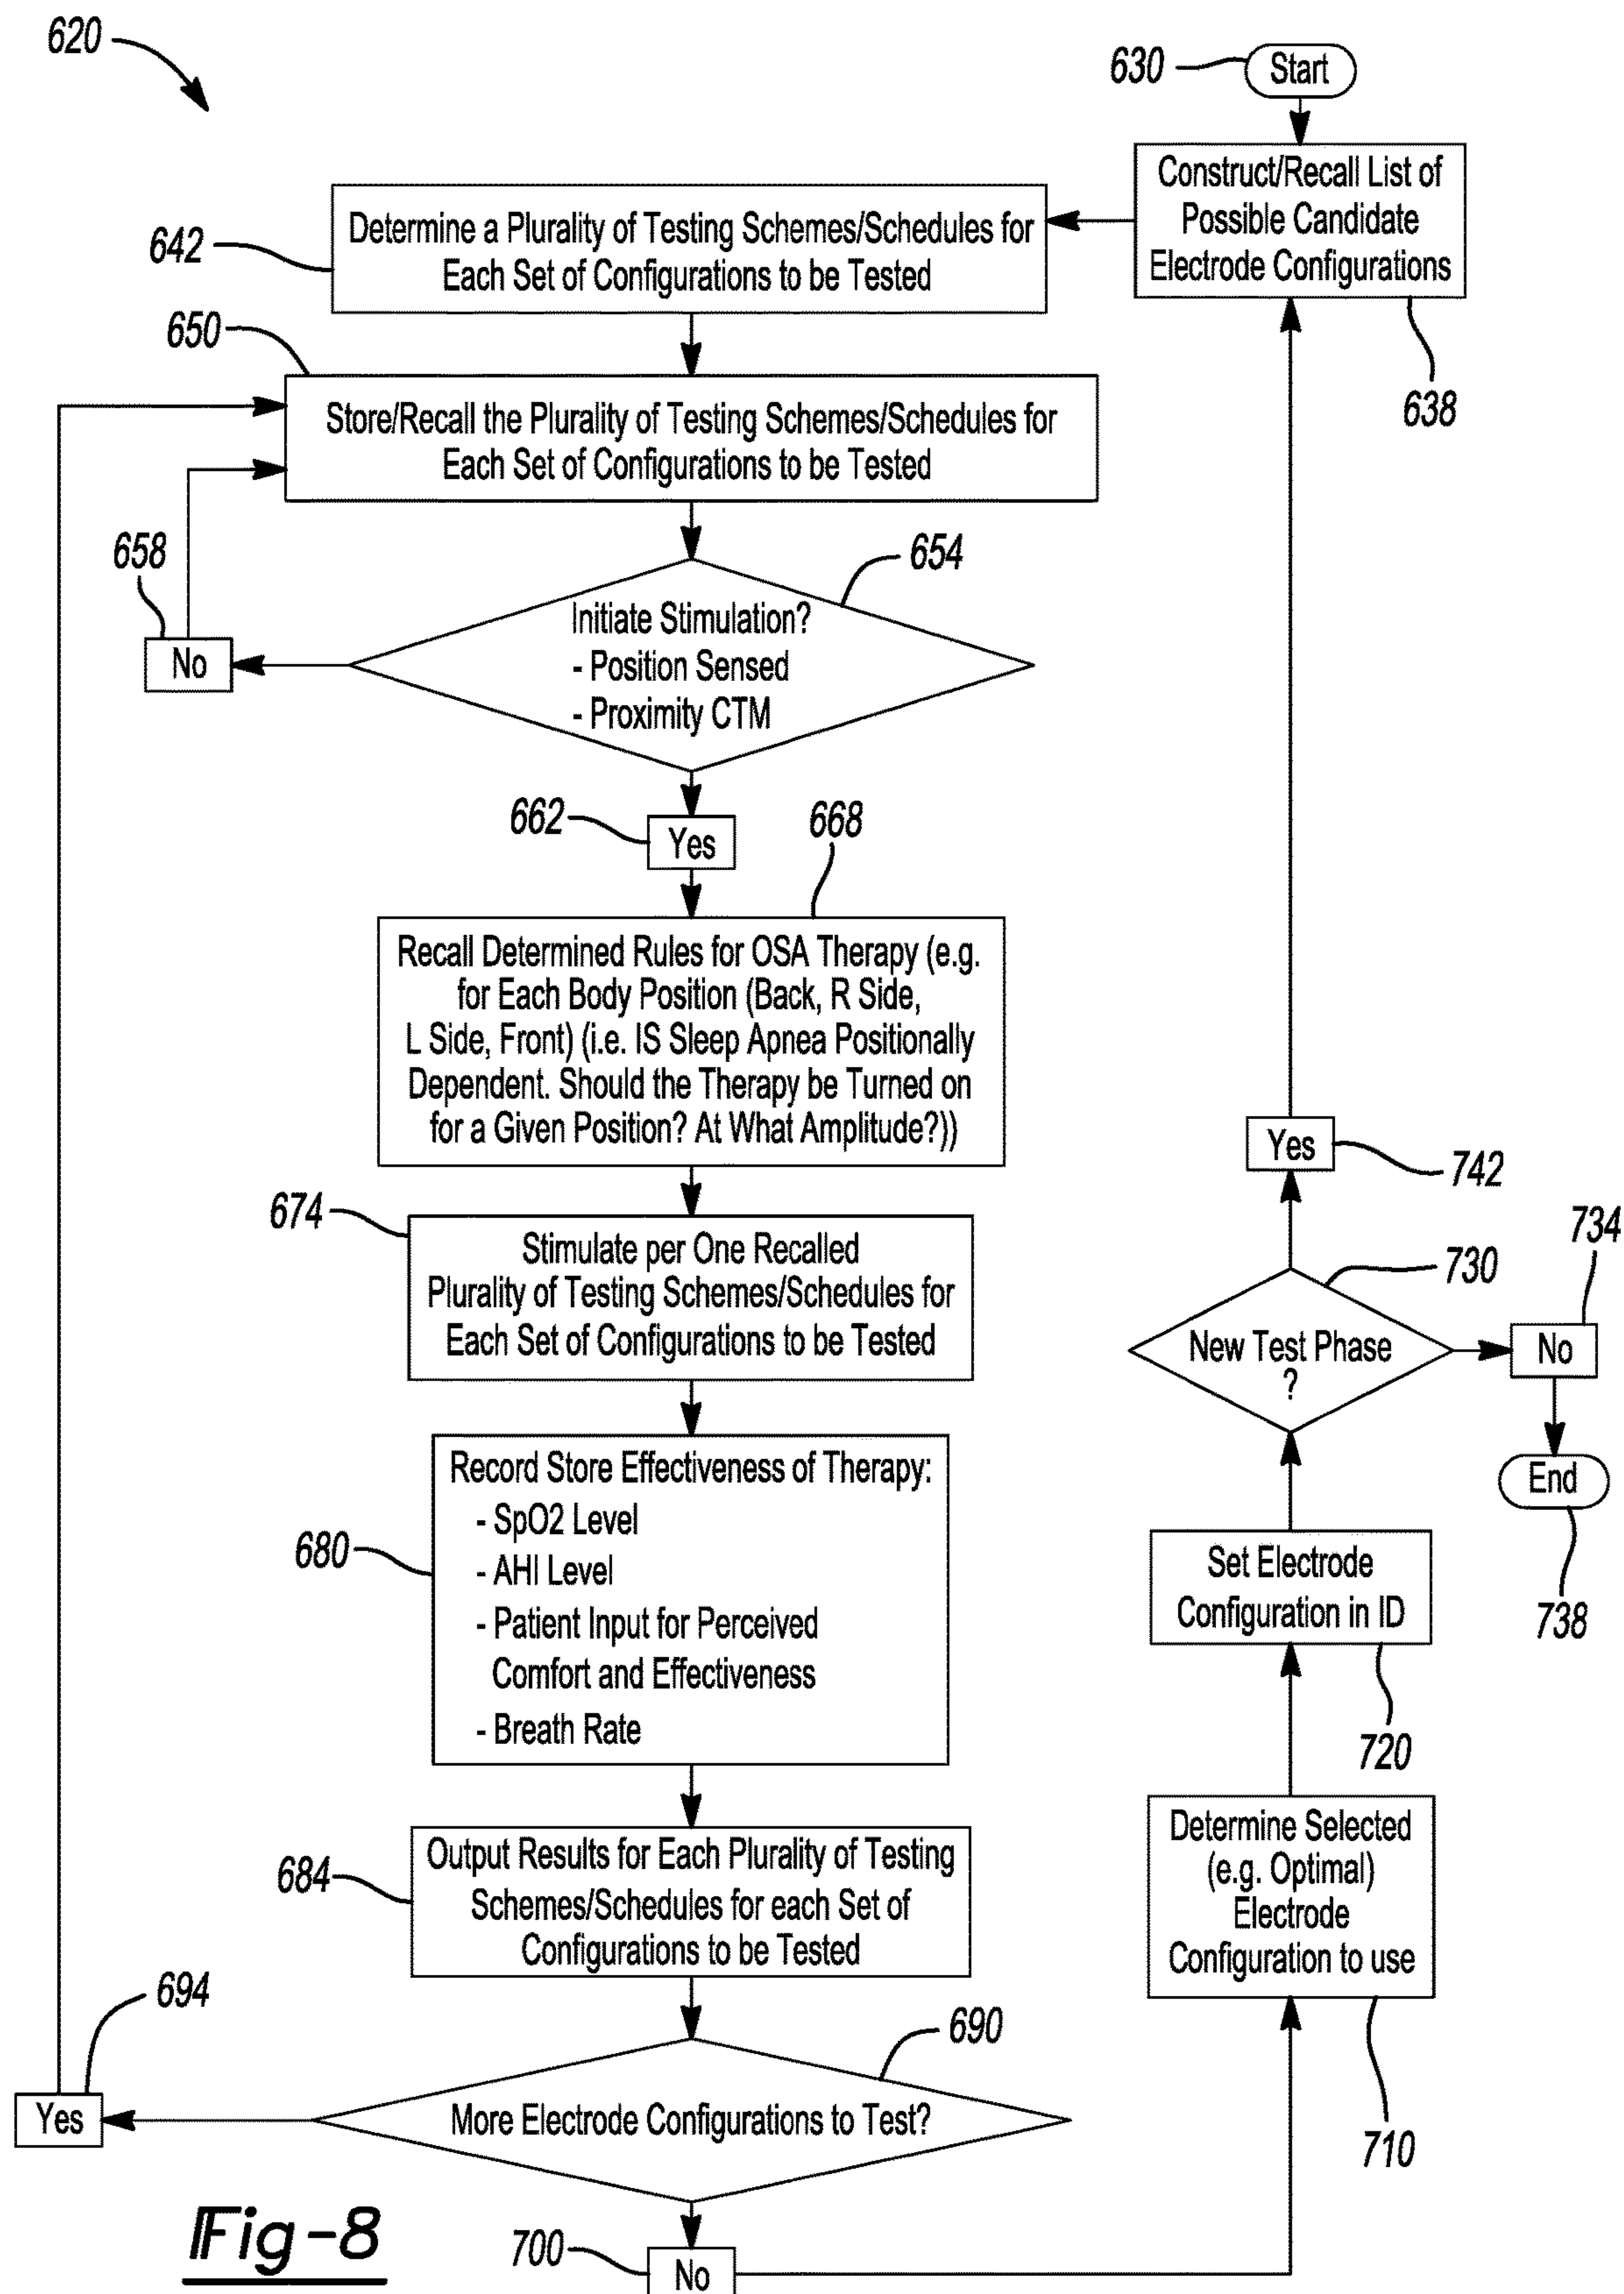 620
630
Start
Construct/Recall List of
Possible Candidate
Electrode Configurations
638
642
Determine a Plurality of Testing Schemes/Schedules for
Each Set of Configurations to be Tested
650
Store/Recall the Plurality of Testing Schemes/Schedules for
Each Set of Configurations to be Tested
658
No
654
Initiate Stimulation?
- Position Sensed
- Proximity CTM
662
Yes
668
Recall Determined Rules for OSA Therapy (e.g.
for Each Body Position (Back, R Side,
L Side, Front) (i.e. IS Sleep Apnea Positionally
Dependent. Should the Therapy be Turned on
for a Given Position? At What Amplitude?))
674
Stimulate per One Recalled
Plurality of Testing Schemes/Schedules for
Each Set of Configurations to be Tested
680
Record Store Effectiveness of Therapy:
- SpO2 Level
- AHI Level
- Patient Input for Perceived
Comfort and Effectiveness
- Breath Rate
684
Output Results for Each Plurality of Testing
Schemes/Schedules for each Set of
Configurations to be Tested
690
More Electrode Configurations to Test?
694
Yes
700
No
710
Determine Selected
(e.g. Optimal)
Electrode
Configuration to use
720
Set Electrode
Configuration in ID
730
New Test Phase
?
734
No
738
End
742
Yes
Fig-8